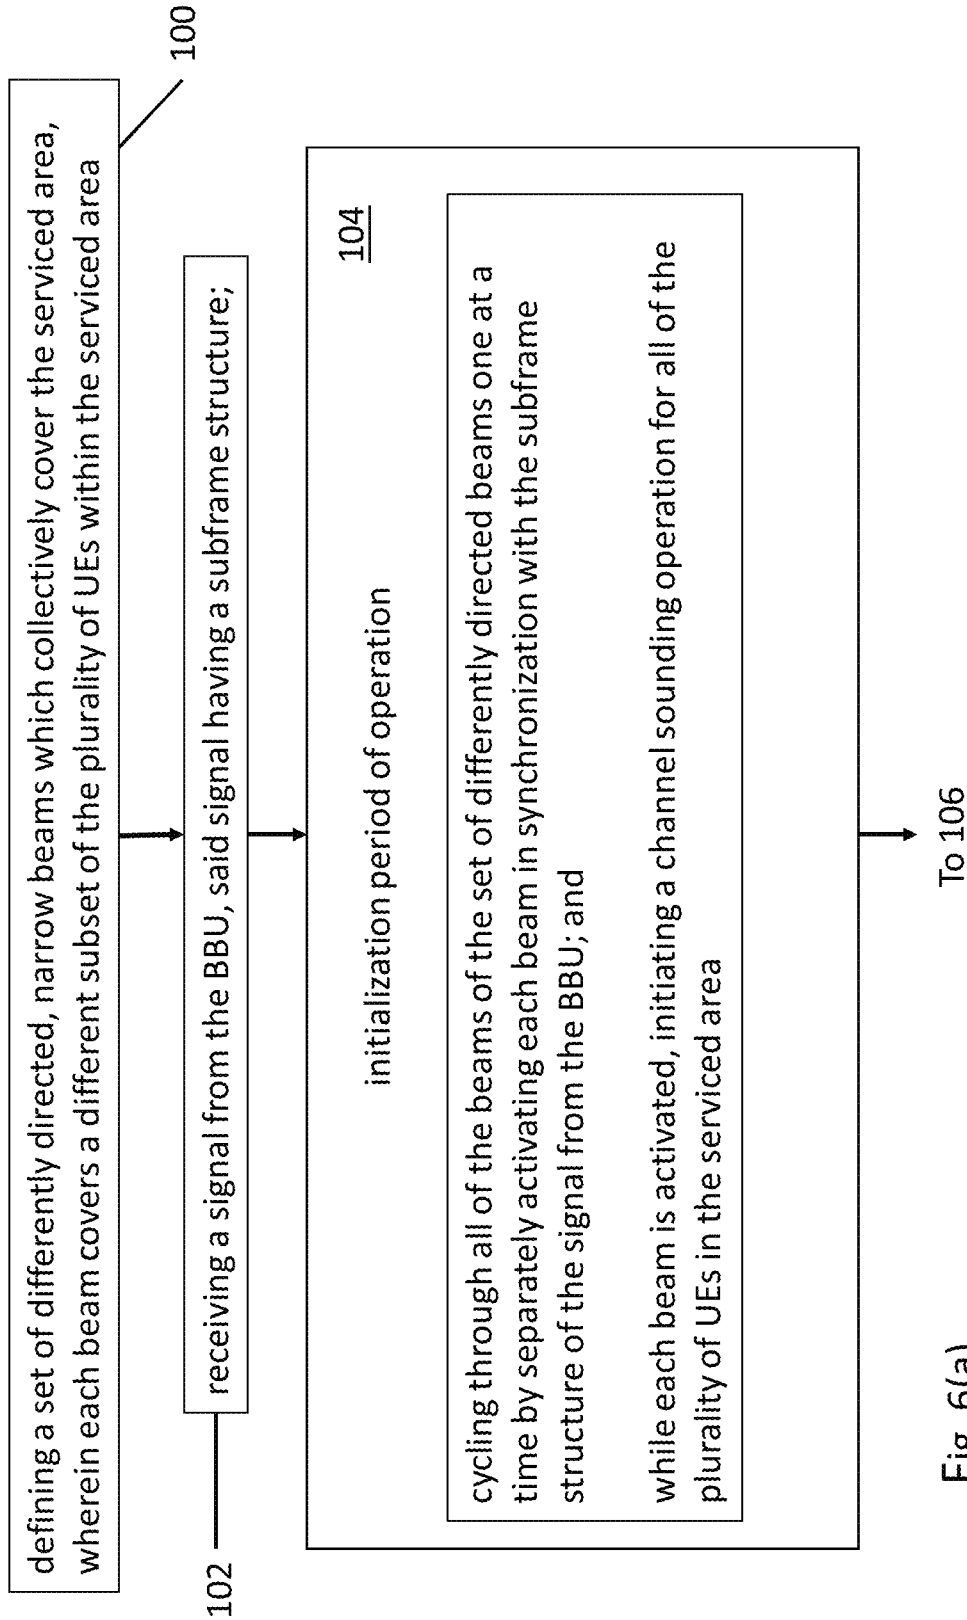 defining a set of differently directed, narrow beams which collectively cover the serviced area,
wherein each beam covers a different subset of the plurality of UEs within the serviced area
100
102
receiving a signal from the BBU, said signal having a subframe structure;
104
initialization period of operation
cycling through all of the beams of the set of differently directed beams one at a
time by separately activating each beam in synchronization with the subframe
structure of the signal from the BBU; and
while each beam is activated, initiating a channel sounding operation for all of the
plurality of UEs in the serviced area
To 106
Fig. 6(a)